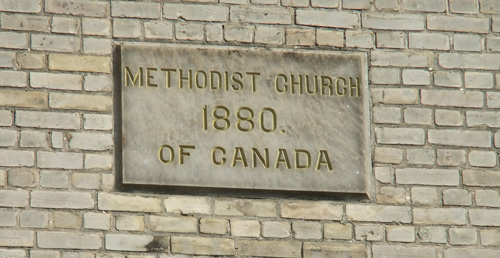 METHODIST CHURCH
1880.
OF CANADA